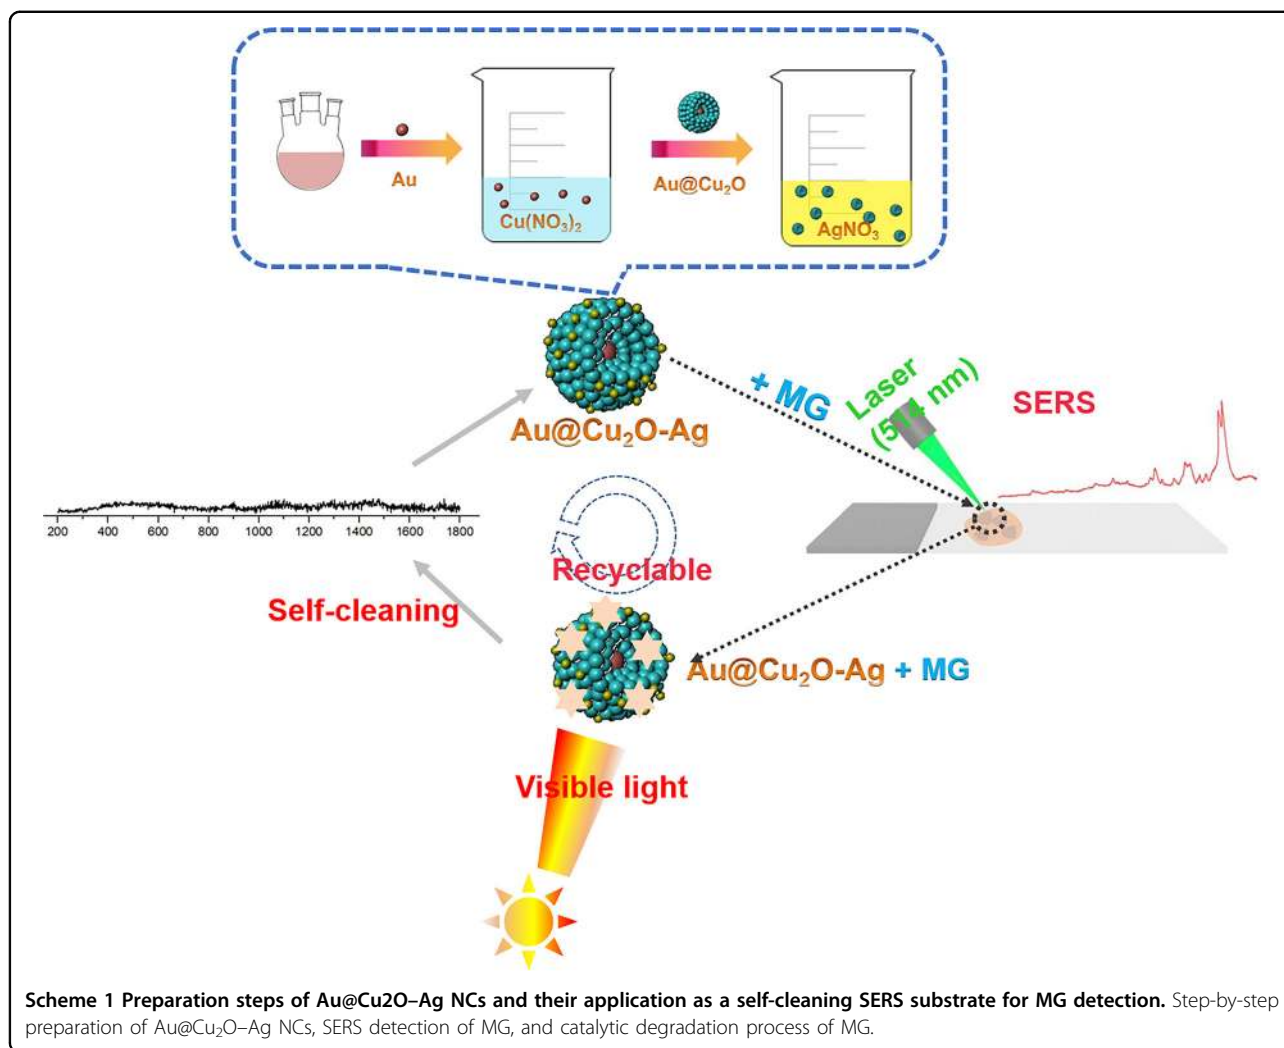 Au
Cu(NO₃)₂
Au@Cu₂O
AgNO₃
Au@Cu₂O-Ag
+ MG
Laser
(514 nm)
SERS
200 400 600 800 1000 1200 1400 1600 1800
Recyclable
Self-cleaning
Au@Cu₂O-Ag + MG
Visible light
Scheme 1 Preparation steps of Au@Cu2O–Ag NCs and their application as a self-cleaning SERS substrate for MG detection. Step-by-step
preparation of Au@Cu₂O–Ag NCs, SERS detection of MG, and catalytic degradation process of MG.